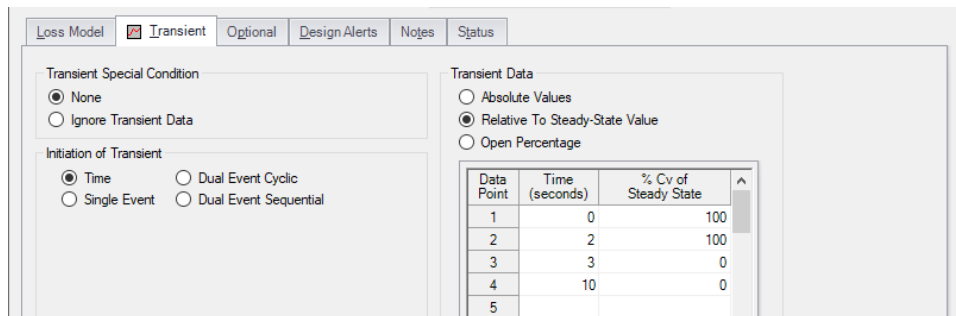 Loss Model Transient Optional Design Alerts Notes Status
Transient Special Condition
None
Ignore Transient Data
Initiation of Transient
Time Dual Event Cyclic
Single Event Dual Event Sequential
Transient Data
Absolute Values
Relative To Steady-State Value
Open Percentage
Data Point Time (seconds) % Cv of Steady State
1 0 100
2 2 100
3 3 0
4 10 0
5